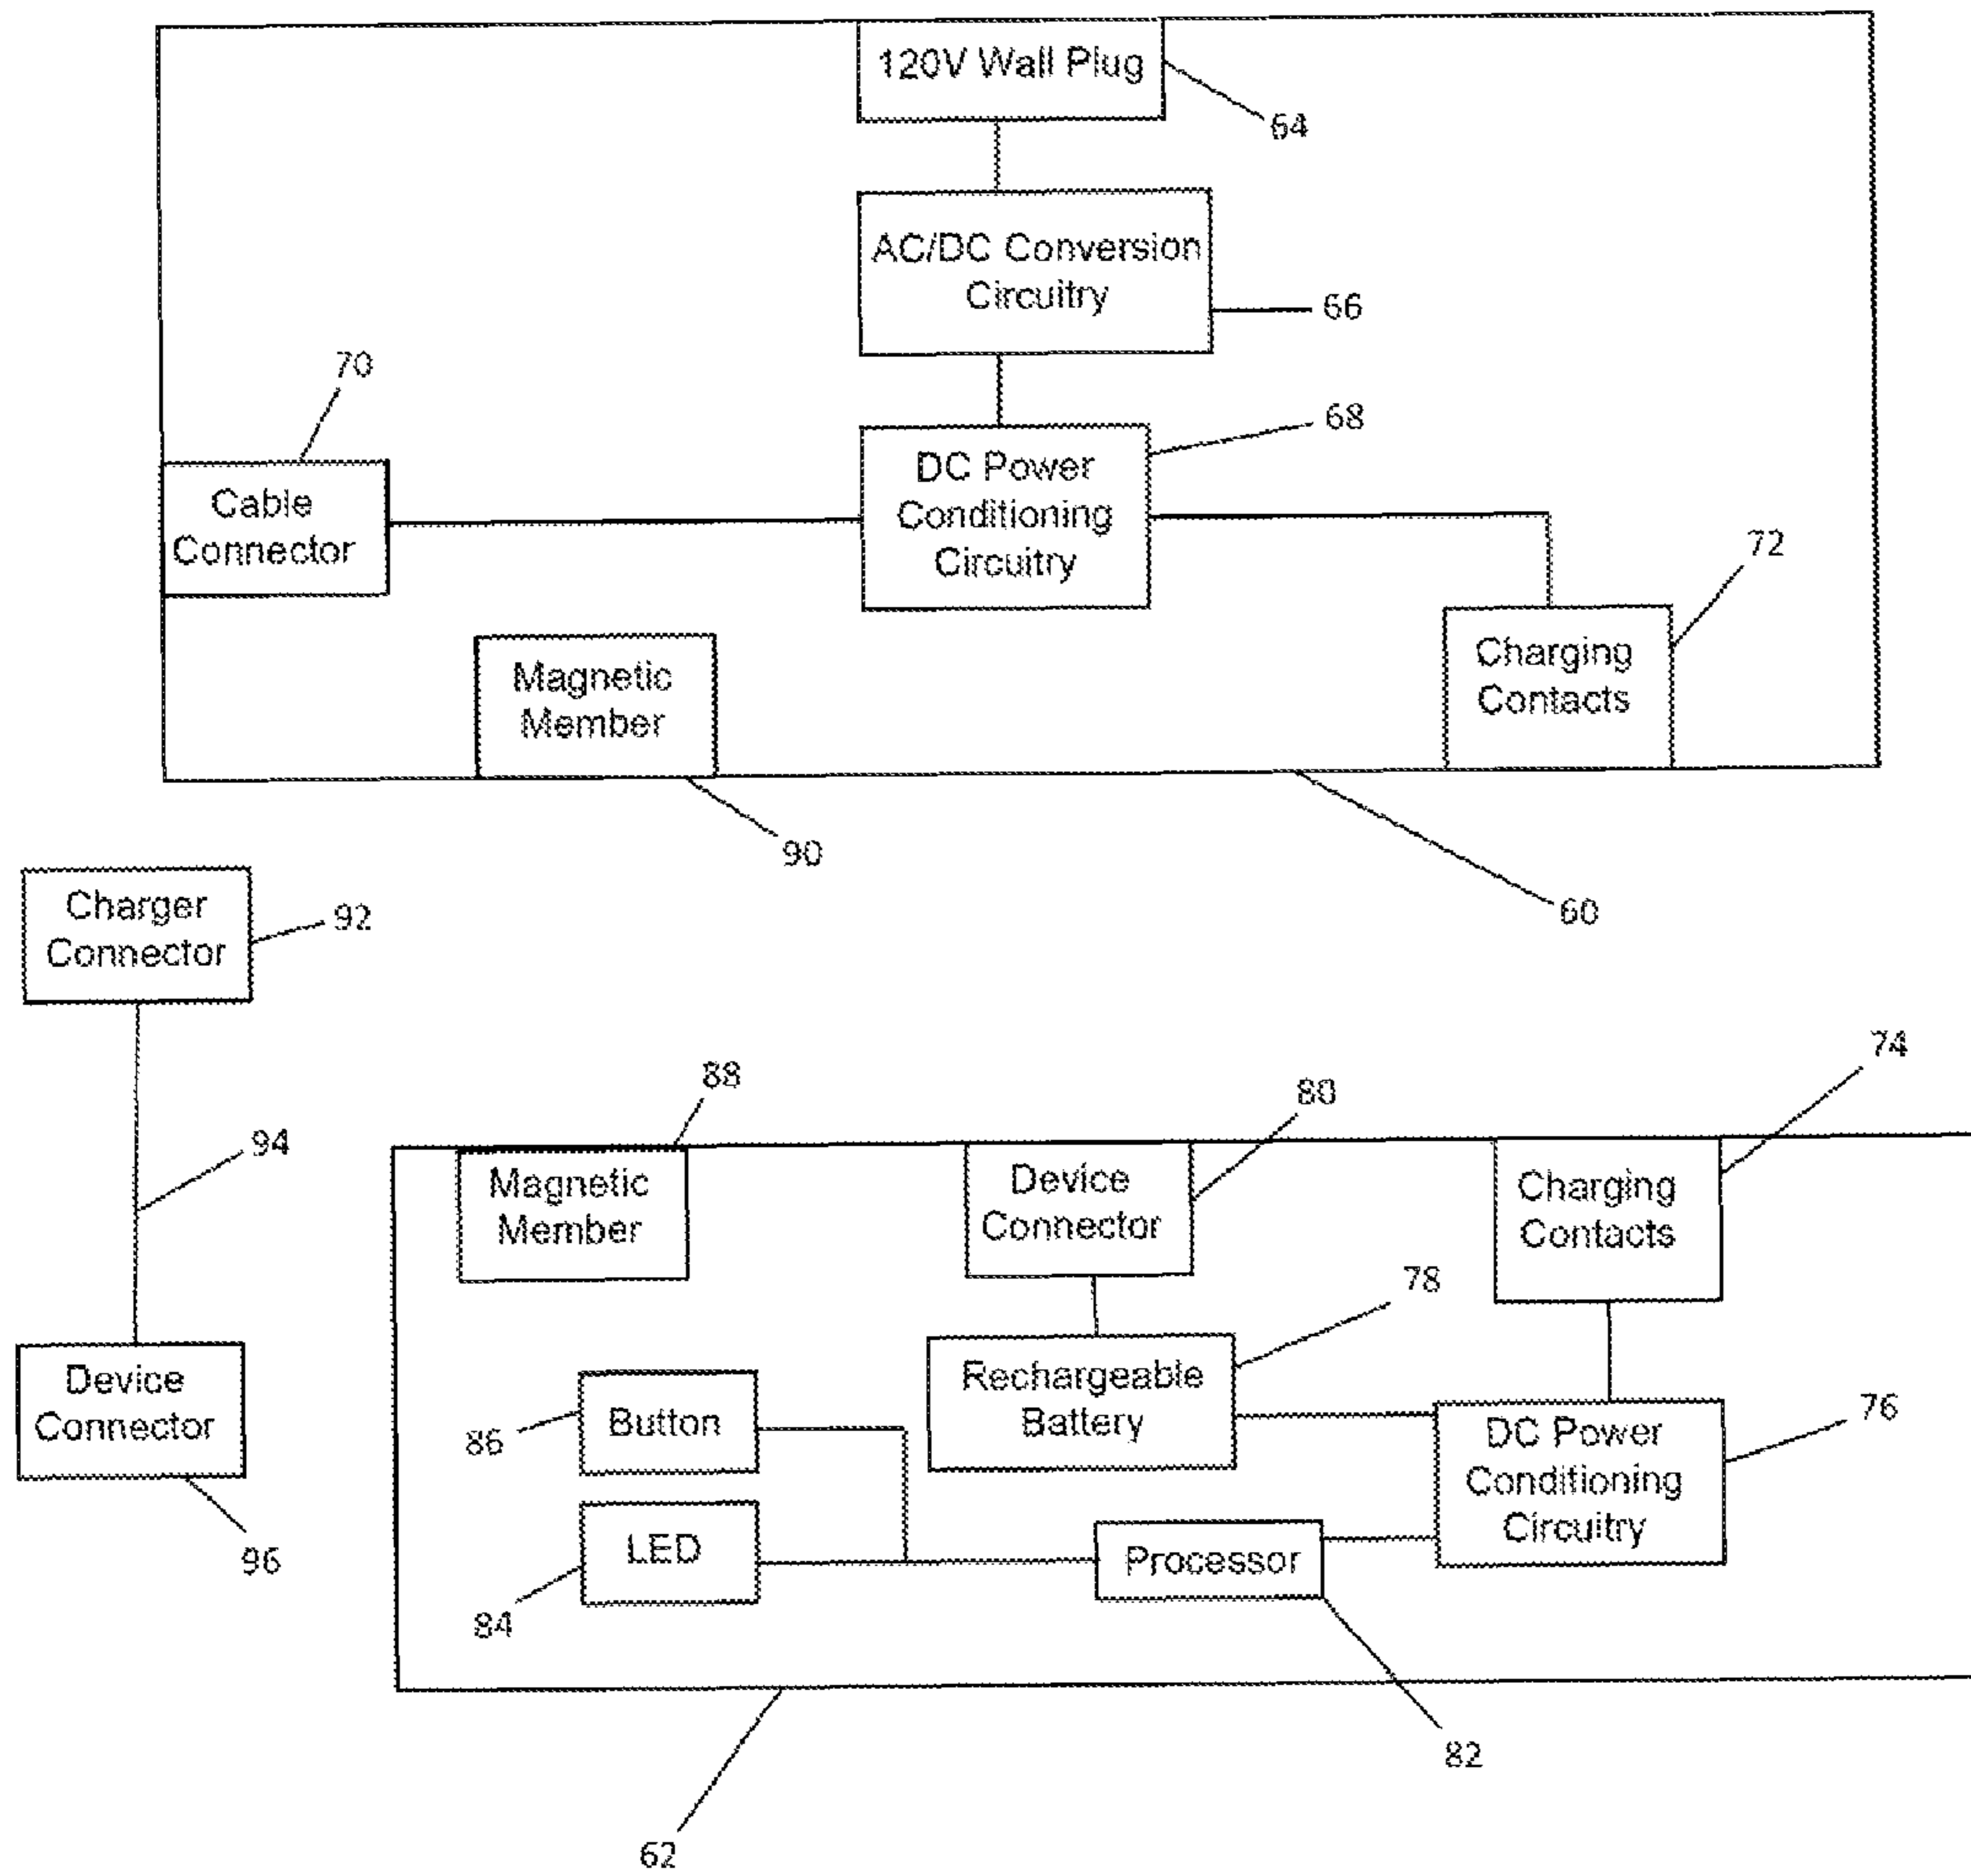 120V Wall Plug
64
AC/DC Conversion
Circuitry
66
70
68
Cable
Connector
DC Power
Conditioning
Circuitry
72
Charging
Contacts
Magnetic
Member
90
60
Charger
Connector
92
94
Device
Connector
96
88
80
74
Magnetic
Member
Device
Connector
Charging
Contacts
78
Rechargeable
Battery
76
86
Button
DC Power
Conditioning
Circuitry
LED
84
Processor
82
62